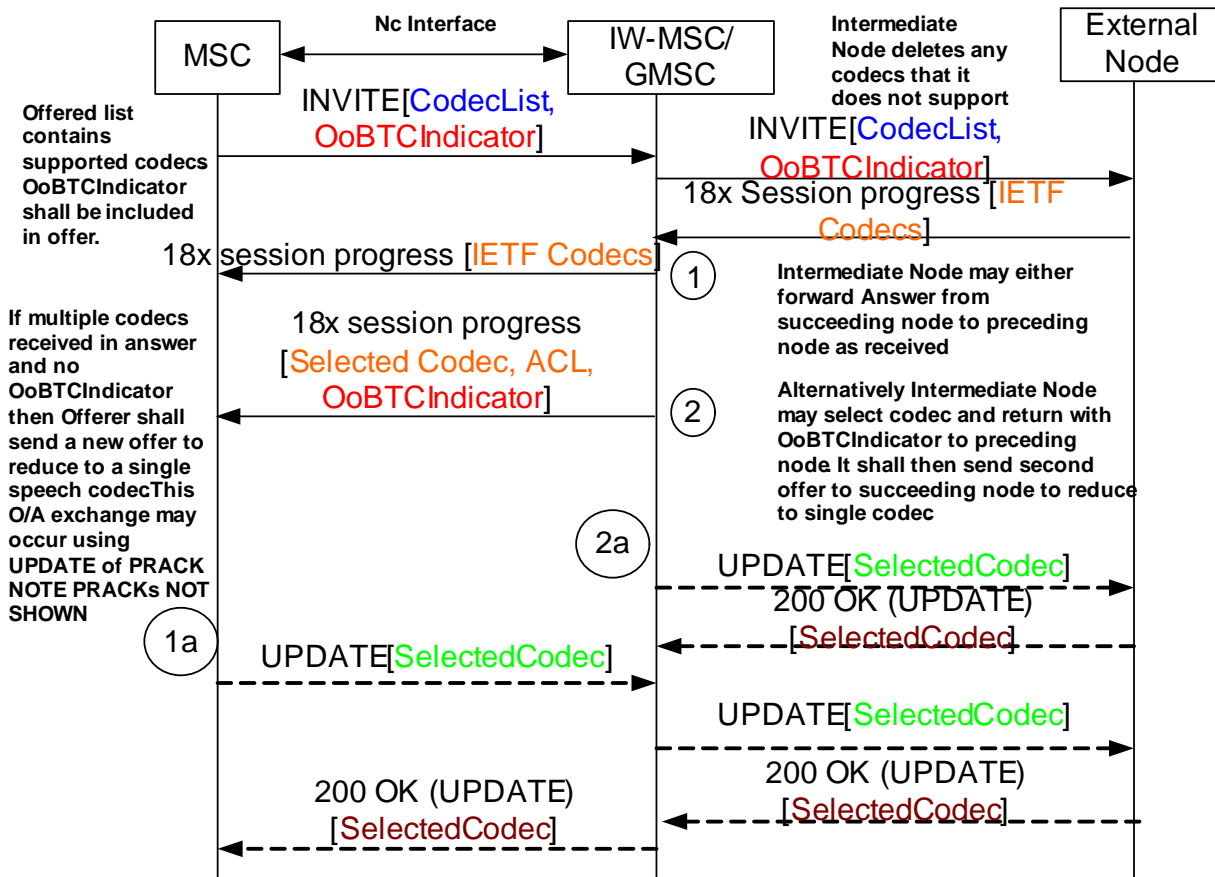 MSC
Nc Interface
IW-MSC/
GMSC
Intermediate
Node deletes any
codecs that it
does not support
External
Node
Offered list
contains
supported codecs
OoBTCIndicator
shall be included
in offer.
INVITE[CodecList,
OoBTCIndicator]
INVITE[CodecList,
OoBTCIndicator]
18x Session progress [IETF
Codecs]
18x session progress [IETF Codecs]
1
Intermediate Node may either
forward Answer from
succeeding node to preceding
node as received
If multiple codecs
received in answer
and no
OoBTCIndicator
then Offerer shall
send a new offer to
reduce to a single
speech codecThis
O/A exchange may
occur using
UPDATE of PRACK
NOTE PRACKs NOT
SHOWN
18x session progress
[Selected Codec, ACL,
OoBTCIndicator]
2
Alternatively Intermediate Node
may select codec and return with
OoBTCIndicator to preceding
node. It shall then send second
offer to succeeding node to reduce
to single codec
2a
UPDATE[SelectedCodec]
200 OK (UPDATE)
[SelectedCodec]
1a
UPDATE[SelectedCodec]
UPDATE[SelectedCodec]
200 OK (UPDATE)
[SelectedCodec]
200 OK (UPDATE)
[SelectedCodec]